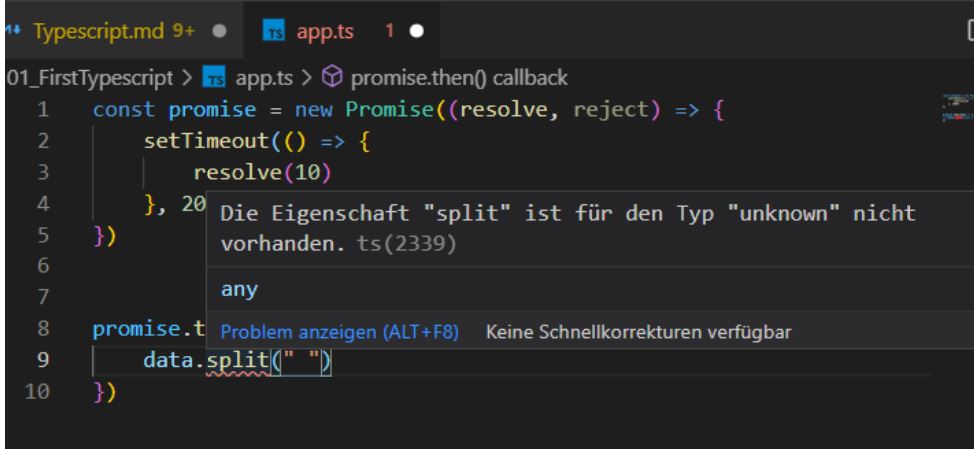 Typescript.md 9+
TS app.ts 1
01_FirstTypescript > TS app.ts > promise.then() callback
1 const promise = new Promise((resolve, reject) => {
2 setTimeout(() => {
3 resolve(10)
4 }, 20
5 })
6
7
8 promise.t
9 data.split(" ")
10 })
Die Eigenschaft "split" ist für den Typ "unknown" nicht
vorhanden. ts(2339)
any
Problem anzeigen (ALT+F8) Keine Schnellkorrekturen verfügbar